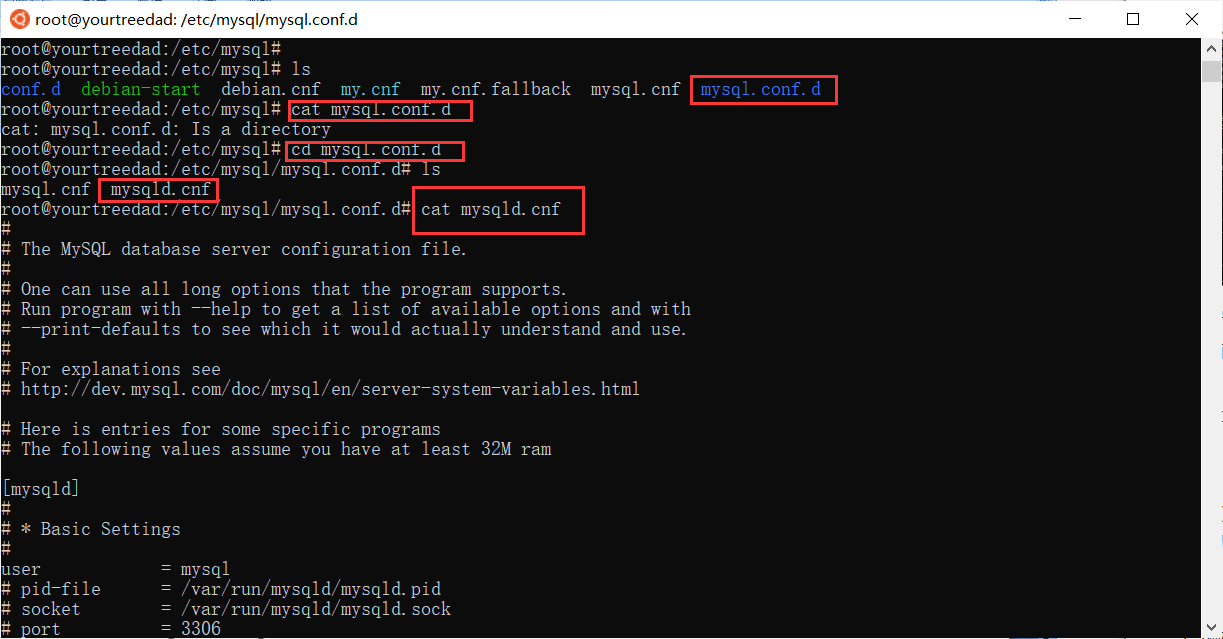 root@yourtreedad: /etc/mysql/mysql.conf.d
root@yourtreedad:/etc/mysql#
root@yourtreedad:/etc/mysql# ls
conf.d  debian-start  debian.cnf  my.cnf  my.cnf.fallback  mysql.cnf  mysql.conf.d
root@yourtreedad:/etc/mysql# cat mysql.conf.d
cat: mysql.conf.d: Is a directory
root@yourtreedad:/etc/mysql# cd mysql.conf.d
root@yourtreedad:/etc/mysql/mysql.conf.d# ls
mysql.cnf  mysqld.cnf
root@yourtreedad:/etc/mysql/mysql.conf.d# cat mysqld.cnf
#
# The MySQL database server configuration file.
#
# One can use all long options that the program supports.
# Run program with --help to get a list of available options and with
# --print-defaults to see which it would actually understand and use.
#
# For explanations see
# http://dev.mysql.com/doc/mysql/en/server-system-variables.html
# Here is entries for some specific programs
# The following values assume you have at least 32M ram
[mysqld]
#
# * Basic Settings
#
user            = mysql
# pid-file      = /var/run/mysqld/mysqld.pid
# socket        = /var/run/mysqld/mysqld.sock
# port          = 3306